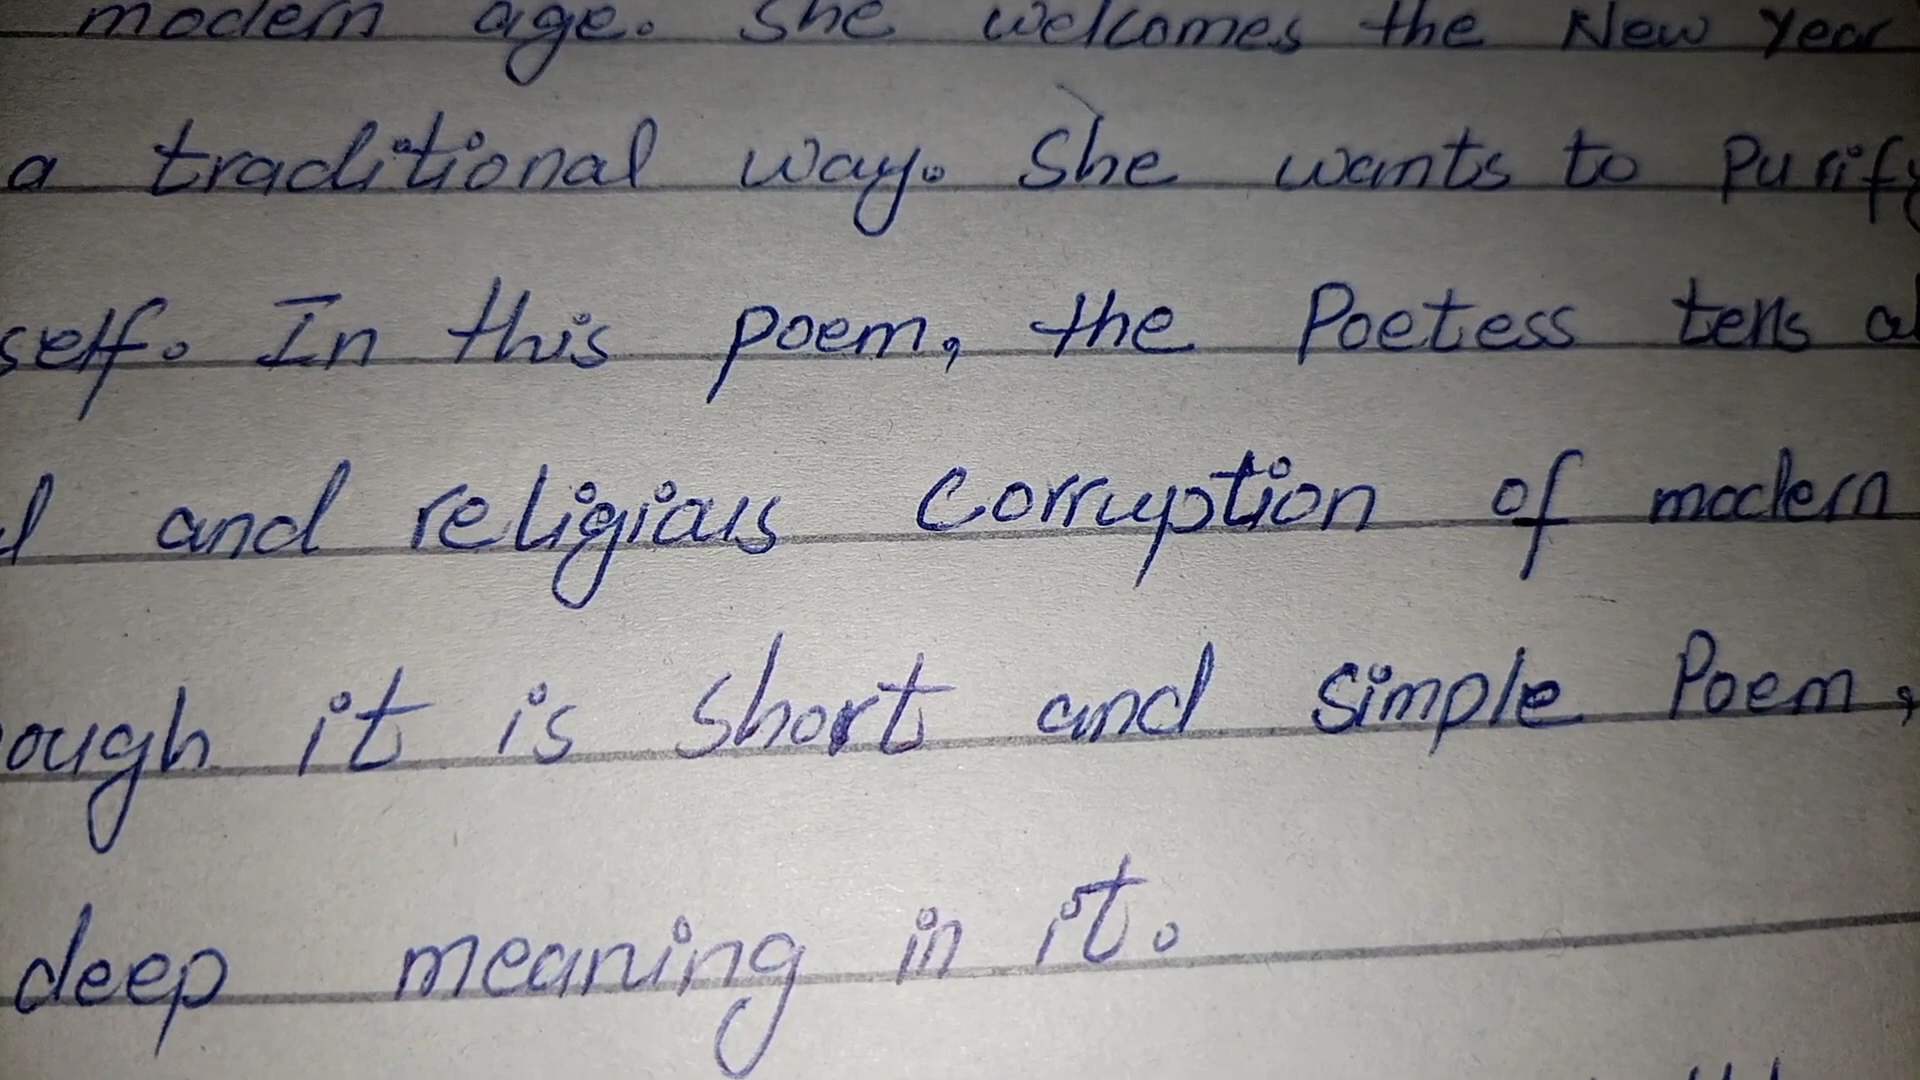 modern age. She welcomes the New Year
a traditional way. She wants to Purify
self. In this poem, the Poetess tells
and religious Corruption of modern
ough it is short and simple Poem,
deep meaning in it.